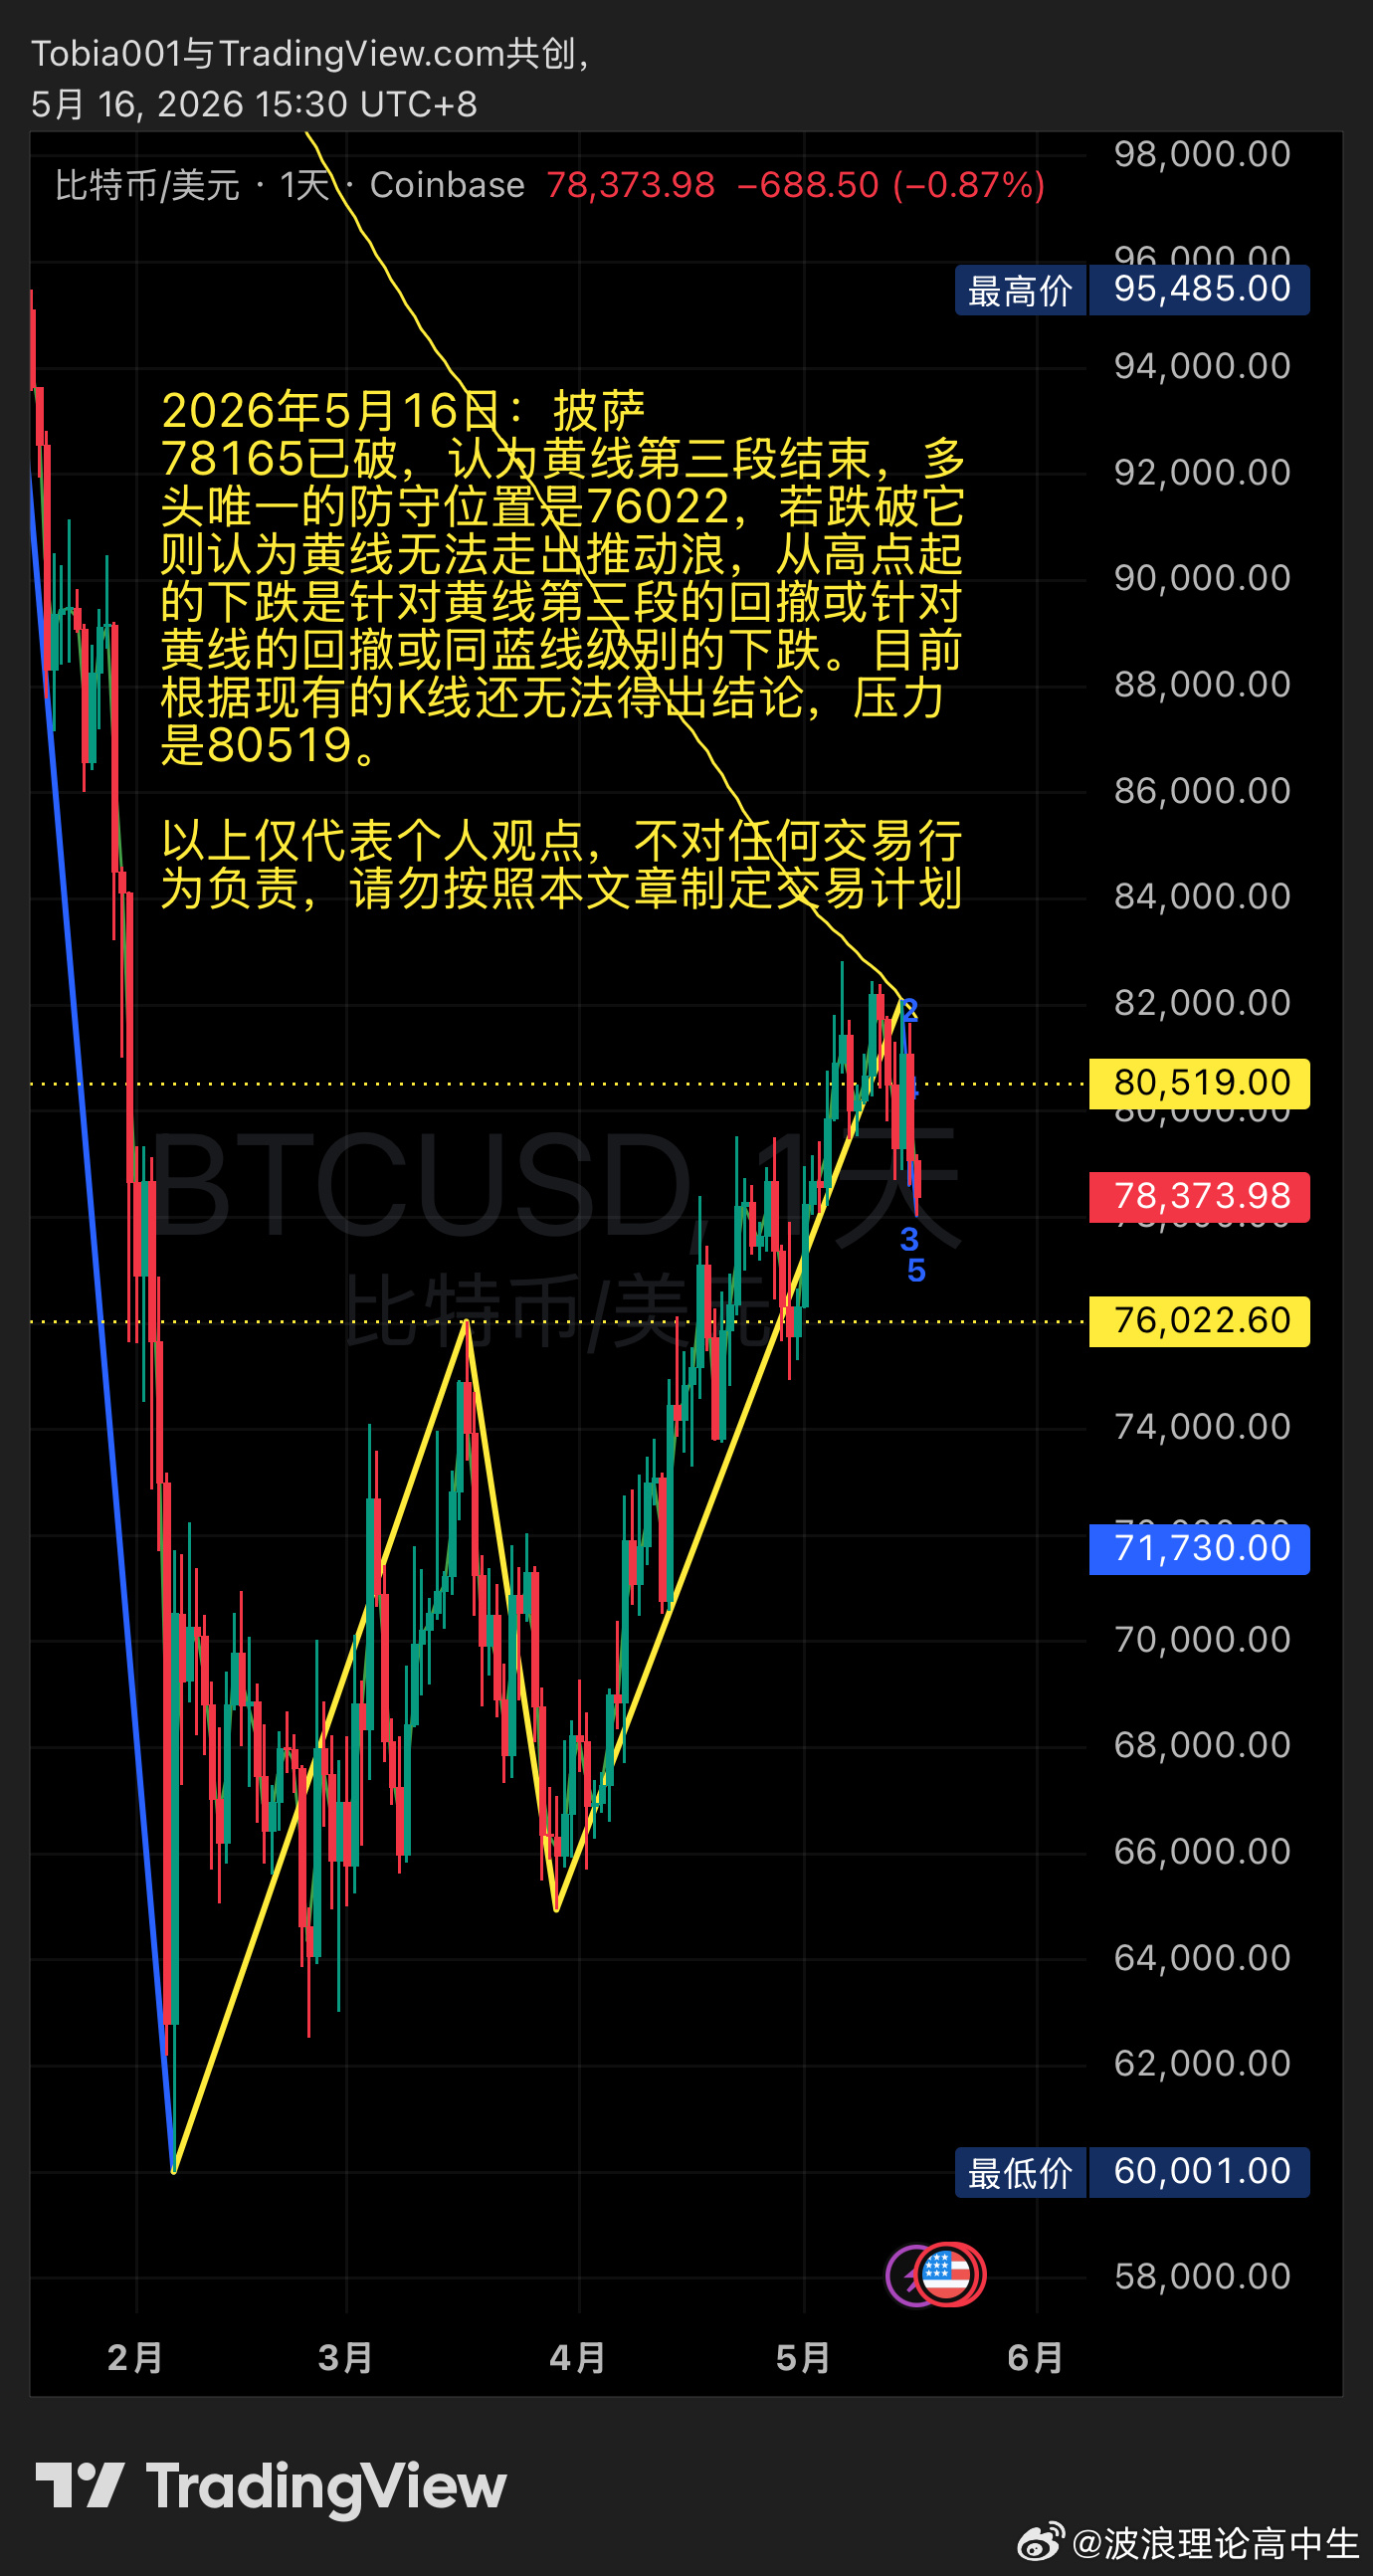 Tobia001与TradingView.com共创，
5月 16, 2026 15:30 UTC+8
比特币/美元 · 1天 · Coinbase 78,373.98 −688.50 (−0.87%)
98,000.00
96,000.00
最高价 95,485.00
94,000.00
2026年5月16日：披萨
78165已破，认为黄线第三段结束，多
头唯一的防守位置是76022，若跌破它
则认为黄线无法走出推动浪，从高点起
的下跌是针对黄线第三段的回撤或针对
黄线的回撤或同蓝线级别的下跌。目前
根据现有的K线还无法得出结论，压力
是80519。
以上仅代表个人观点，不对任何交易行
为负责，请勿按照本文章制定交易计划
92,000.00
90,000.00
88,000.00
86,000.00
84,000.00
82,000.00
2
80,519.00
80,000.00
BTCUSD, 1天
比特币/美元
78,373.98
3
5
76,022.60
74,000.00
71,730.00
70,000.00
68,000.00
66,000.00
64,000.00
62,000.00
最低价 60,001.00
58,000.00
2月 3月 4月 5月 6月
TradingView
@波浪理论高中生